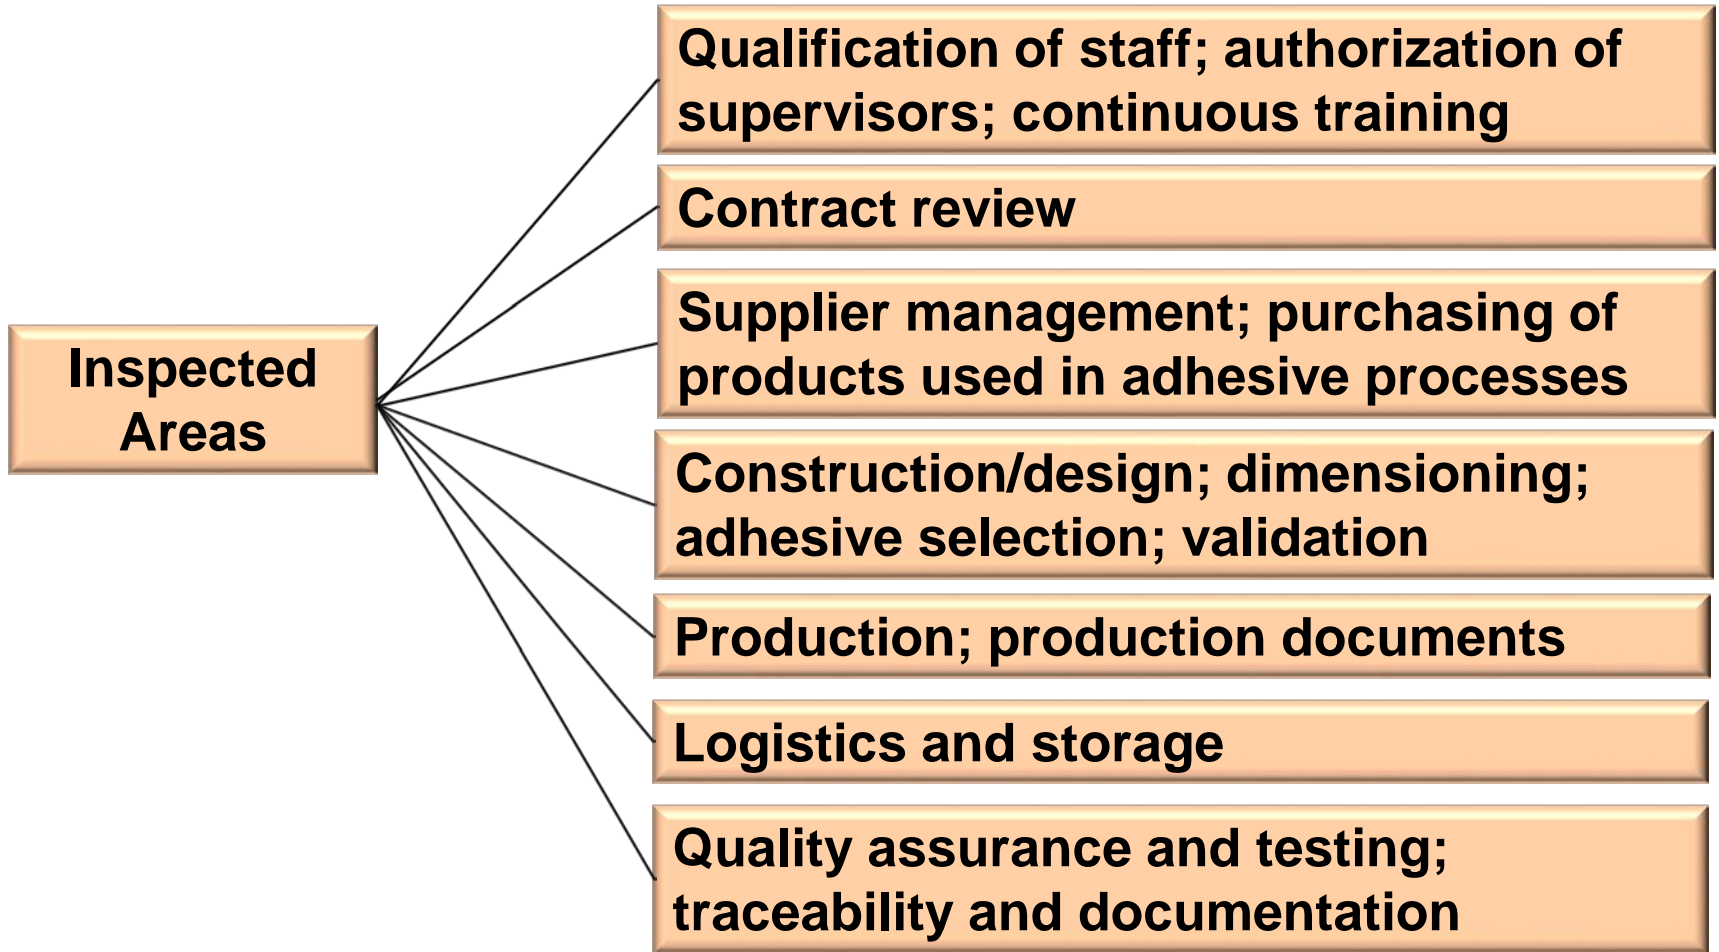 Inspected
Areas
Qualification of staff; authorization of
supervisors; continuous training
Contract review
Supplier management; purchasing of
products used in adhesive processes
Construction/design; dimensioning;
adhesive selection; validation
Production; production documents
Logistics and storage
Quality assurance and testing;
traceability and documentation